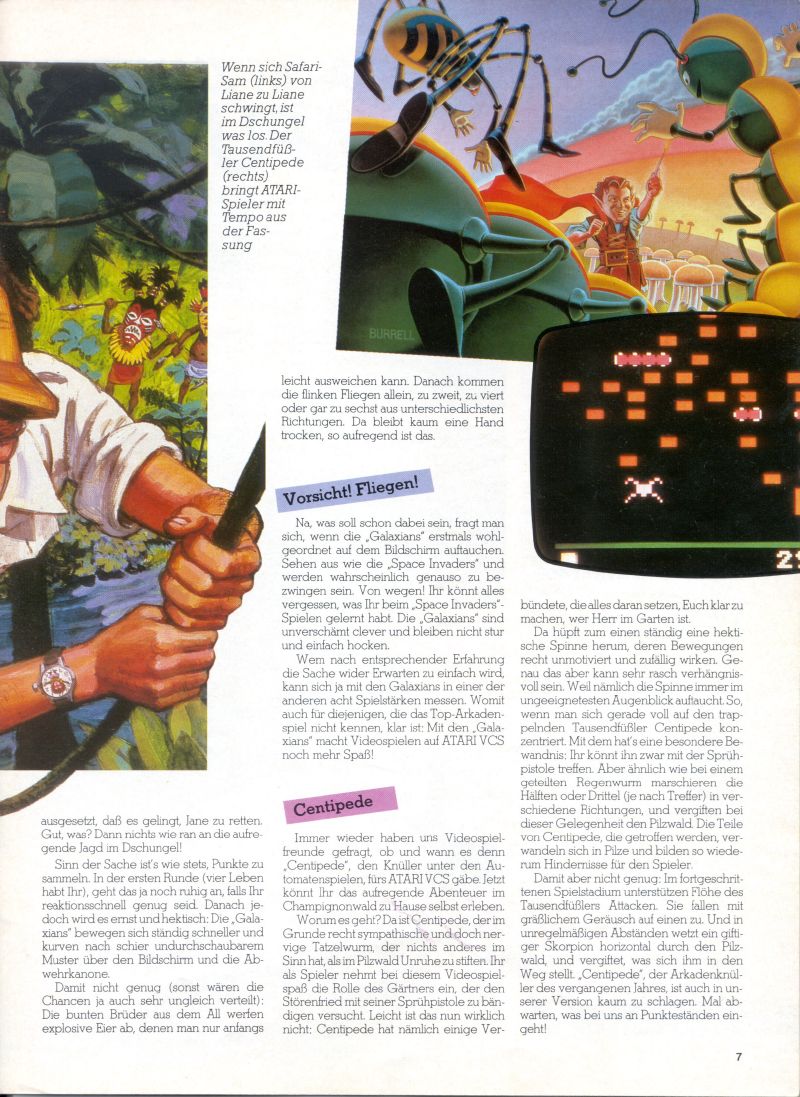 Wenn sich Safari-
Sam (links) von
Liane zu Liane
schwingt, ist
im Dschungel
was los. Der
Tausendfüß-
ler Centipede
(rechts)
bringt ATARI-
Spieler mit
Tempo aus
der Fas-
sung
BURRELL
ausgesetzt, daß es gelingt, Jane zu retten.
Gut, was? Dann nichts wie ran an die aufre-
gende Jagd im Dschungel!
Sinn der Sache ist's wie stets, Punkte zu
sammeln. In der ersten Runde (vier Leben
habt Ihr), geht das ja noch ruhig an, falls Ihr
reaktionsschnell genug seid. Danach je-
doch wird es ernst und hektisch: Die „Gala-
xians" bewegen sich ständig schneller und
kurven nach schier undurchschaubarem
Muster über den Bildschirm und die Ab-
wehrkanone.
Damit nicht genug (sonst wären die
Chancen ja auch sehr ungleich verteilt):
Die bunten Brüder aus dem All werfen
explosive Eier ab, denen man nur anfangs
leicht ausweichen kann. Danach kommen
die flinken Fliegen allein, zu zweit, zu viert
oder gar zu sechst aus unterschiedlichsten
Richtungen. Da bleibt kaum eine Hand
trocken, so aufregend ist das.
Vorsicht! Fliegen!
Na, was soll schon dabei sein, fragt man
sich, wenn die „Galaxians" erstmals wohl-
geordnet auf dem Bildschirm auftauchen.
Sehen aus wie die „Space Invaders" und
werden wahrscheinlich genauso zu be-
zwingen sein. Von wegen! Ihr könnt alles
vergessen, was Ihr beim „Space Invaders"-
Spielen gelernt habt. Die „Galaxians" sind
unverschämt clever und bleiben nicht stur
und einfach hocken.
Wem nach entsprechender Erfahrung
die Sache wider Erwarten zu einfach wird,
kann sich ja mit den Galaxians in einer der
anderen acht Spielstärken messen. Womit
auch für diejenigen, die das Top-Arkaden-
spiel nicht kennen, klar ist: Mit den „Gala-
xians" macht Videospielen auf ATARI VCS
noch mehr Spaß!
Centipede
Immer wieder haben uns Videospiel-
freunde gefragt, ob und wann es denn
„Centipede", den Knüller unter den Au-
tomatenspielen, fürs ATARI VCS gäbe. Jetzt
könnt Ihr das aufregende Abenteuer im
Champignonwald zu Hause selbst erleben.
Worum es geht? Da ist Centipede, der im
Grunde recht sympathische und doch ner-
vige Tatzelwurm, der nichts anderes im
Sinn hat, als im Pilzwald Unruhe zu stiften. Ihr
als Spieler nehmt bei diesem Videospiel-
spaß die Rolle des Gärtners ein, der den
Störenfried mit seiner Sprühpistole zu bän-
digen versucht. Leicht ist das nun wirklich
nicht: Centipede hat nämlich einige Ver-
29
bündete, die alles daran setzen, Euch klar zu
machen, wer Herr im Garten ist.
Da hüpft zum einen ständig eine hekti-
sche Spinne herum, deren Bewegungen
recht unmotiviert und zufällig wirken. Ge-
nau das aber kann sehr rasch verhängnis-
voll sein. Weil nämlich die Spinne immer im
ungeeignetesten Augenblick auftaucht. So,
wenn man sich gerade voll auf den trap-
pelnden Tausendfüßler Centipede kon-
zentriert. Mit dem hat's eine besondere Be-
wandnis: Ihr könnt ihn zwar mit der Sprüh-
pistole treffen. Aber ähnlich wie bei einem
geteilten Regenwurm marschieren die
Hälften oder Drittel (je nach Treffer) in ver-
schiedene Richtungen, und vergiften bei
dieser Gelegenheit den Pilzwald. Die Teile
von Centipede, die getroffen werden, ver-
wandeln sich in Pilze und bilden so wiede-
rum Hindernisse für den Spieler.
Damit aber nicht genug: Im fortgeschrit-
tenen Spielstadium unterstützen Flöhe des
Tausendfüßlers Attacken. Sie fallen mit
gräßlichem Geräusch auf einen zu. Und in
unregelmäßigen Abständen wetzt ein gifti-
ger Skorpion horizontal durch den Pilz-
wald, und vergiftet, was sich ihm in den
Weg stellt. „Centipede", der Arkadenknül-
ler des vergangenen Jahres, ist auch in un-
serer Version kaum zu schlagen. Mal ab-
warten, was bei uns an Punkteständen ein-
geht!
7